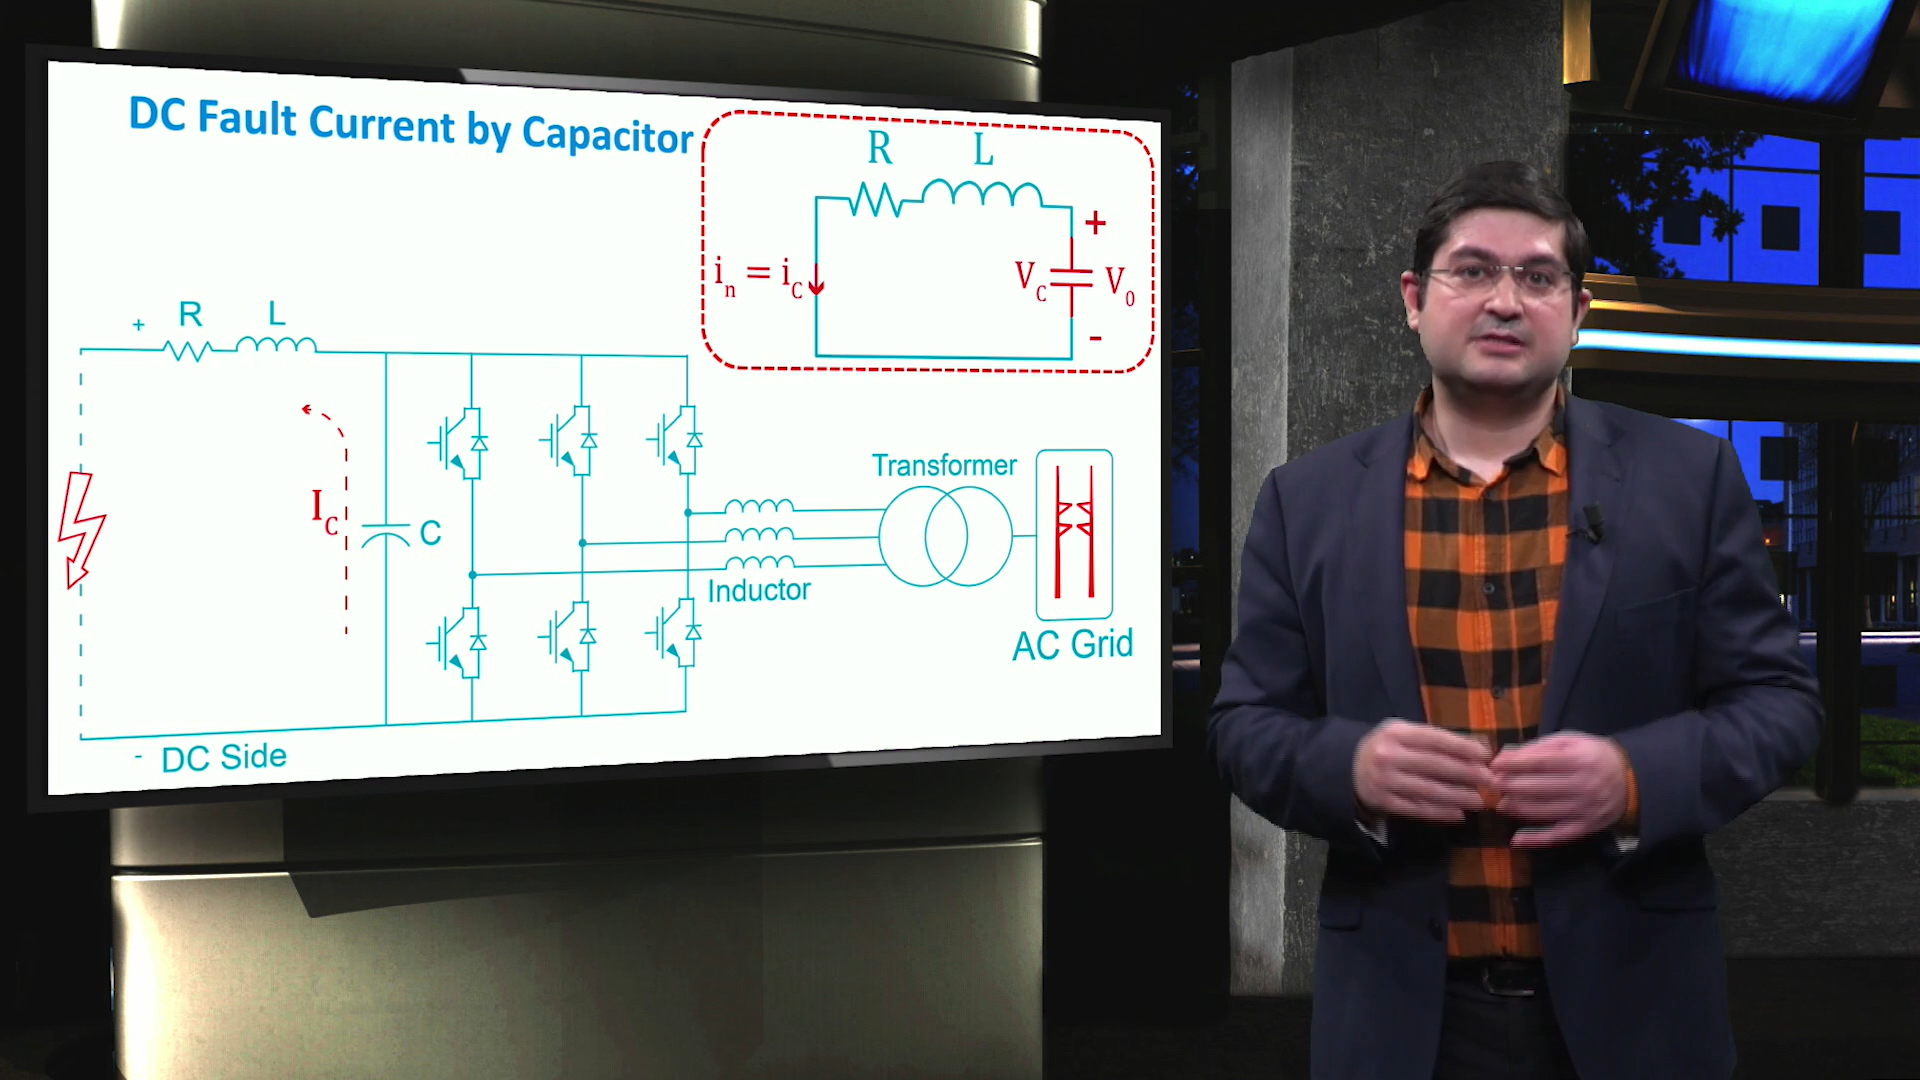 DC Fault Current by Capacitor
R L
+
i_n = i_C
V_C V_0
-
+ R L
I_C
C
Transformer
Inductor
AC Grid
- DC Side